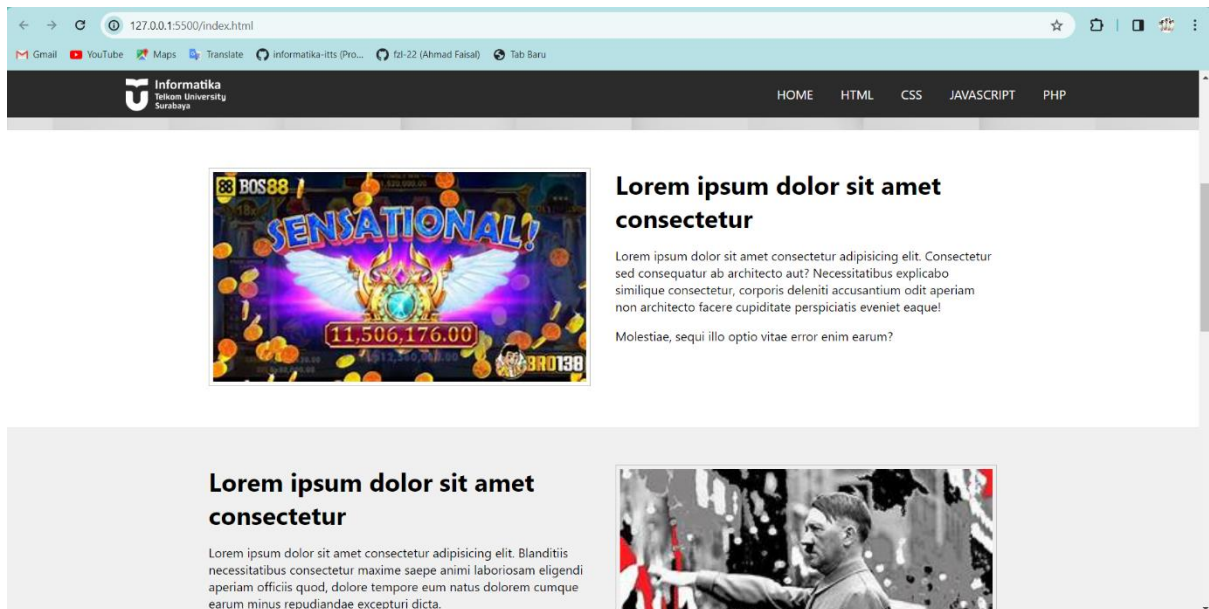 127.0.0.1:5500/index.html
Gmail YouTube Maps Translate informatika-itts (Pro... fzl-22 (Ahmad Faisal) Tab Baru
Informatika
Telkom University
Surabaya
HOME HTML CSS JAVASCRIPT PHP
88 BOS88
SENSATIONAL!
11,506,176.00
BRO138
Lorem ipsum dolor sit amet
consectetur
Lorem ipsum dolor sit amet consectetur adipisicing elit. Consectetur
sed consequatur ab architecto aut? Necessitatibus explicabo
similique consectetur, corporis deleniti accusantium odit aperiam
non architecto facere cupiditate perspiciatis eveniet eaque!
Molestiae, sequi illo optio vitae error enim earum?
Lorem ipsum dolor sit amet
consectetur
Lorem ipsum dolor sit amet consectetur adipisicing elit. Blanditiis
necessitatibus consectetur maxime saepe animi laboriosam eligendi
aperiam officiis quod, dolore tempore eum natus dolorem cumque
earum minus repudiandae excepturi dicta.